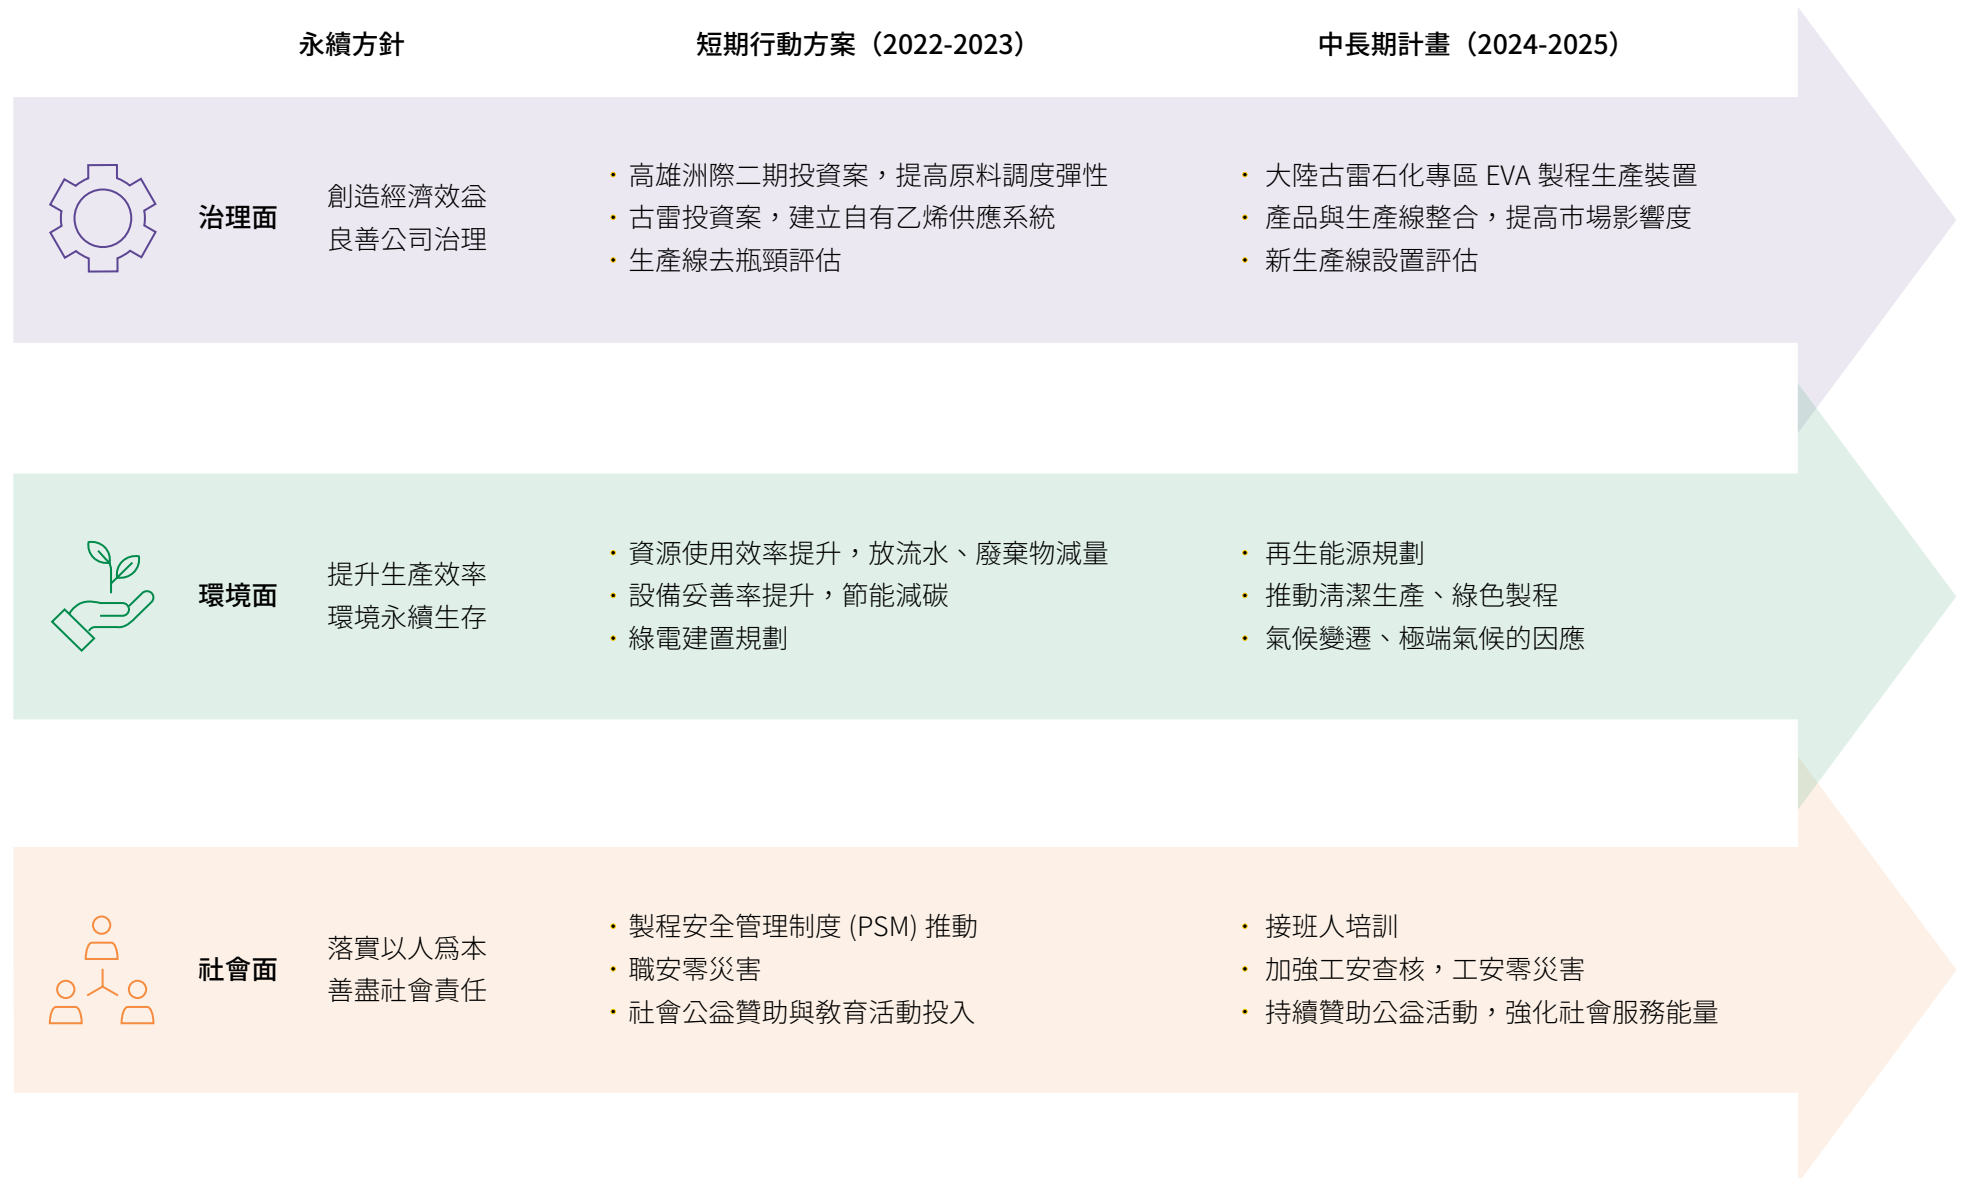 永續方針
短期行動方案（2022-2023）
中長期計畫（2024-2025）
治理面
創造經濟效益
良善公司治理
・高雄洲際二期投資案，提高原料調度彈性
・古雷投資案，建立自有乙烯供應系統
・生產線去瓶頸評估
・大陸古雷石化專區 EVA 製程生產裝置
・產品與生產線整合，提高市場影響度
・新生產線設置評估
環境面
提升生產效率
環境永續生存
・資源使用效率提升，放流水、廢棄物減量
・設備妥善率提升，節能減碳
・綠電建置規劃
・再生能源規劃
・推動清潔生產、綠色製程
・氣候變遷、極端氣候的因應
社會面
落實以人為本
善盡社會責任
・製程安全管理制度 (PSM) 推動
・職安零災害
・社會公益贊助與教育活動投入
・接班人培訓
・加強工安查核，工安零災害
・持續贊助公益活動，強化社會服務能量